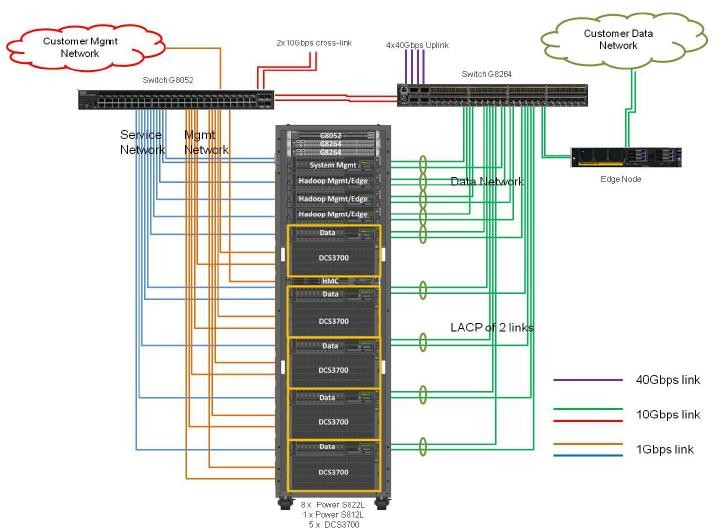 Customer Mgmt
Network
2x 10Gbps cross-link
4x40Gbps Uplink
Customer Data
Network
Switch G8052
Switch G8264
Service
Network
Mgmt
Network
G8052
G8264
G8264
System Mgmt
Hadoop Mgmt/Edge
Hadoop Mgmt/Edge
Hadoop Mgmt/Edge
Data Network
Edge Node
Data
DCS3700
HMC
Data
DCS3700
LACP of 2 links
Data
DCS3700
Data
DCS3700
Data
DCS3700
40Gbps link
10Gbps link
1Gbps link
8 x Power S822L
1 x Power S812L
5 x DCS3700